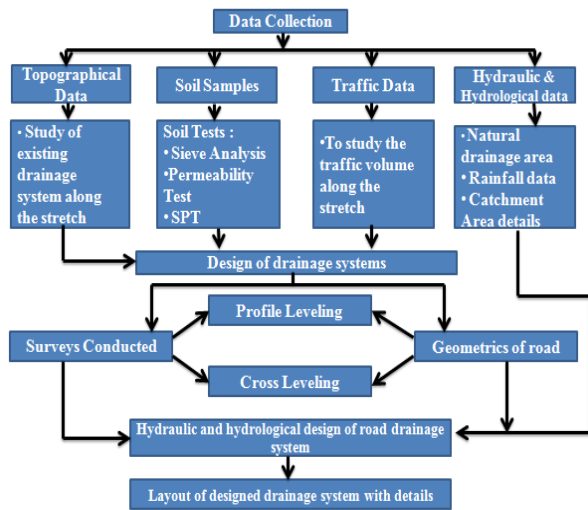 Data Collection
Topographical
Data
Soil Samples
Traffic Data
Hydraulic &
Hydrological data
• Study of
existing
drainage
system along
the stretch
Soil Tests :
• Sieve Analysis
• Permeability
Test
• SPT
•To study the
traffic volume
along the
stretch
• Natural
drainage area
• Rainfall data
• Catchment
Area details
Design of drainage systems
Profile Leveling
Surveys Conducted
Geometrics of road
Cross Leveling
Hydraulic and hydrological design of road drainage
system
Layout of designed drainage system with details